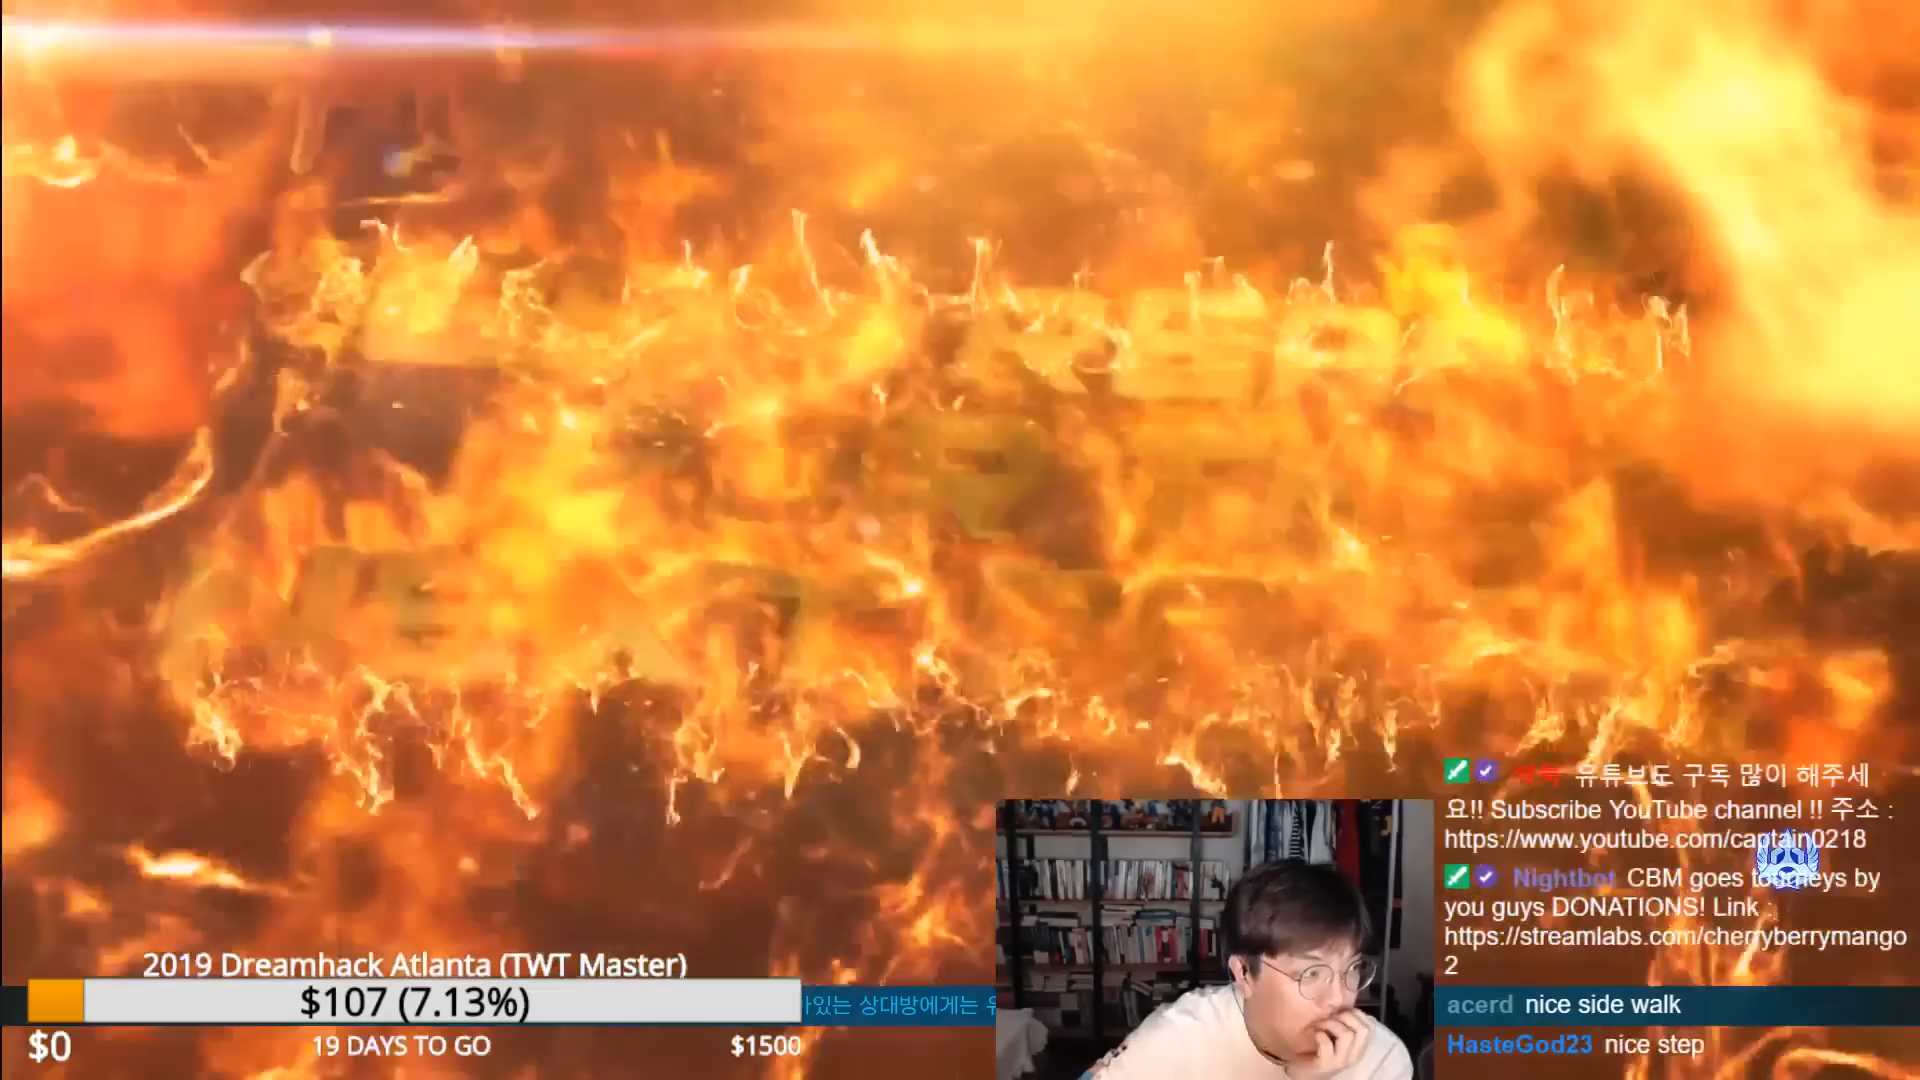 유튜브도 구독 많이 해주세
요!! Subscribe YouTube channel !! 주소 :
https://www.youtube.com/captain0218
Nightbot CBM goes tourneys by
you guys DONATIONS! Link :
https://streamlabs.com/cherryberrymango
2
acerd nice side walk
HasteGod23 nice step
2019 Dreamhack Atlanta (TWT Master)
$107 (7.13%)
있는 상대방에게는
$0 19 DAYS TO GO $1500